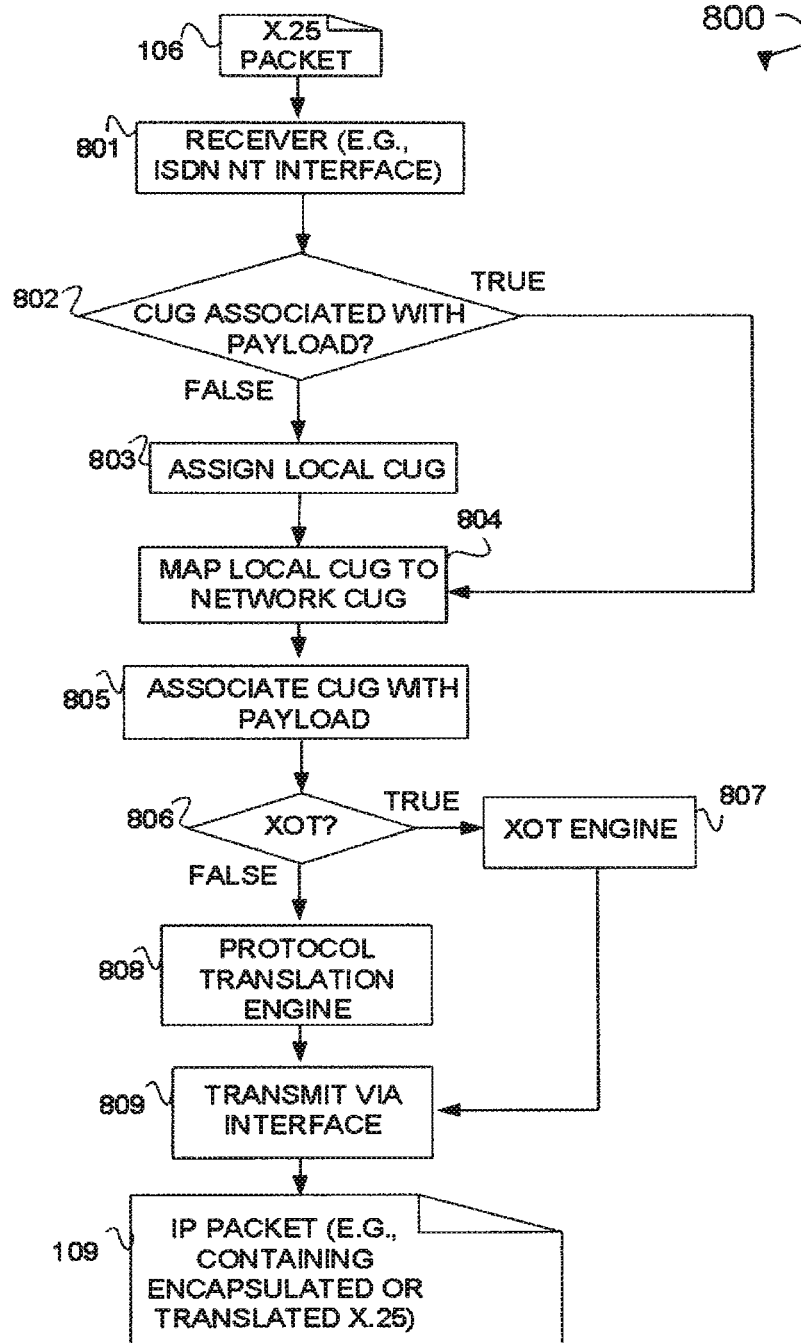 800
106
X.25
PACKET
801
RECEIVER (E.G.,
ISDN NT INTERFACE)
802
TRUE
CUG ASSOCIATED WITH
PAYLOAD?
FALSE
803
ASSIGN LOCAL CUG
804
MAP LOCAL CUG TO
NETWORK CUG
805
ASSOCIATE CUG WITH
PAYLOAD
806
XOT?
TRUE
807
XOT ENGINE
FALSE
808
PROTOCOL
TRANSLATION
ENGINE
809
TRANSMIT VIA
INTERFACE
109
IP PACKET (E.G.,
CONTAINING
ENCAPSULATED OR
TRANSLATED X.25)